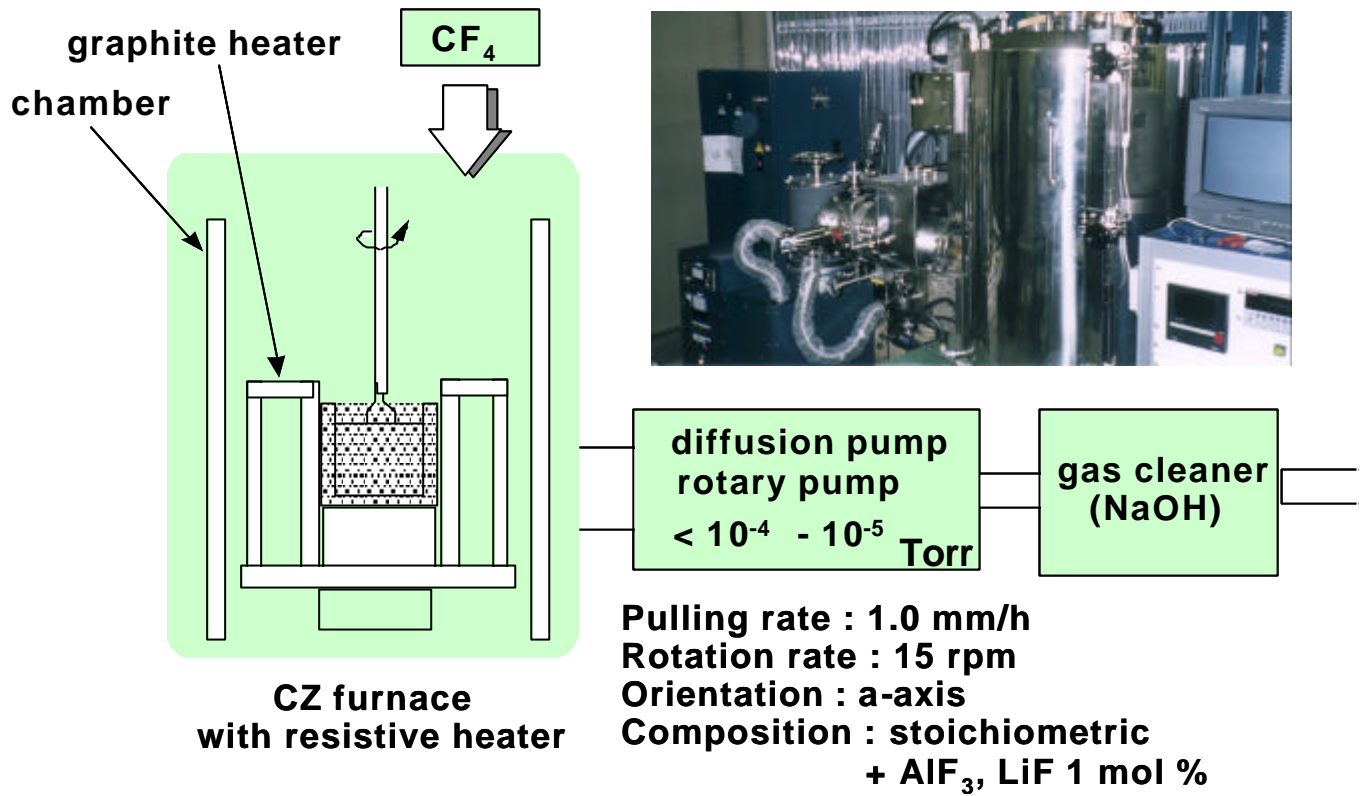 graphite heater
CF₄
chamber
diffusion pump
rotary pump
< 10⁻⁴ - 10⁻⁵ Torr
gas cleaner
(NaOH)
Pulling rate : 1.0 mm/h
Rotation rate : 15 rpm
Orientation : a-axis
Composition : stoichiometric
+ AlF₃, LiF 1 mol %
CZ furnace
with resistive heater